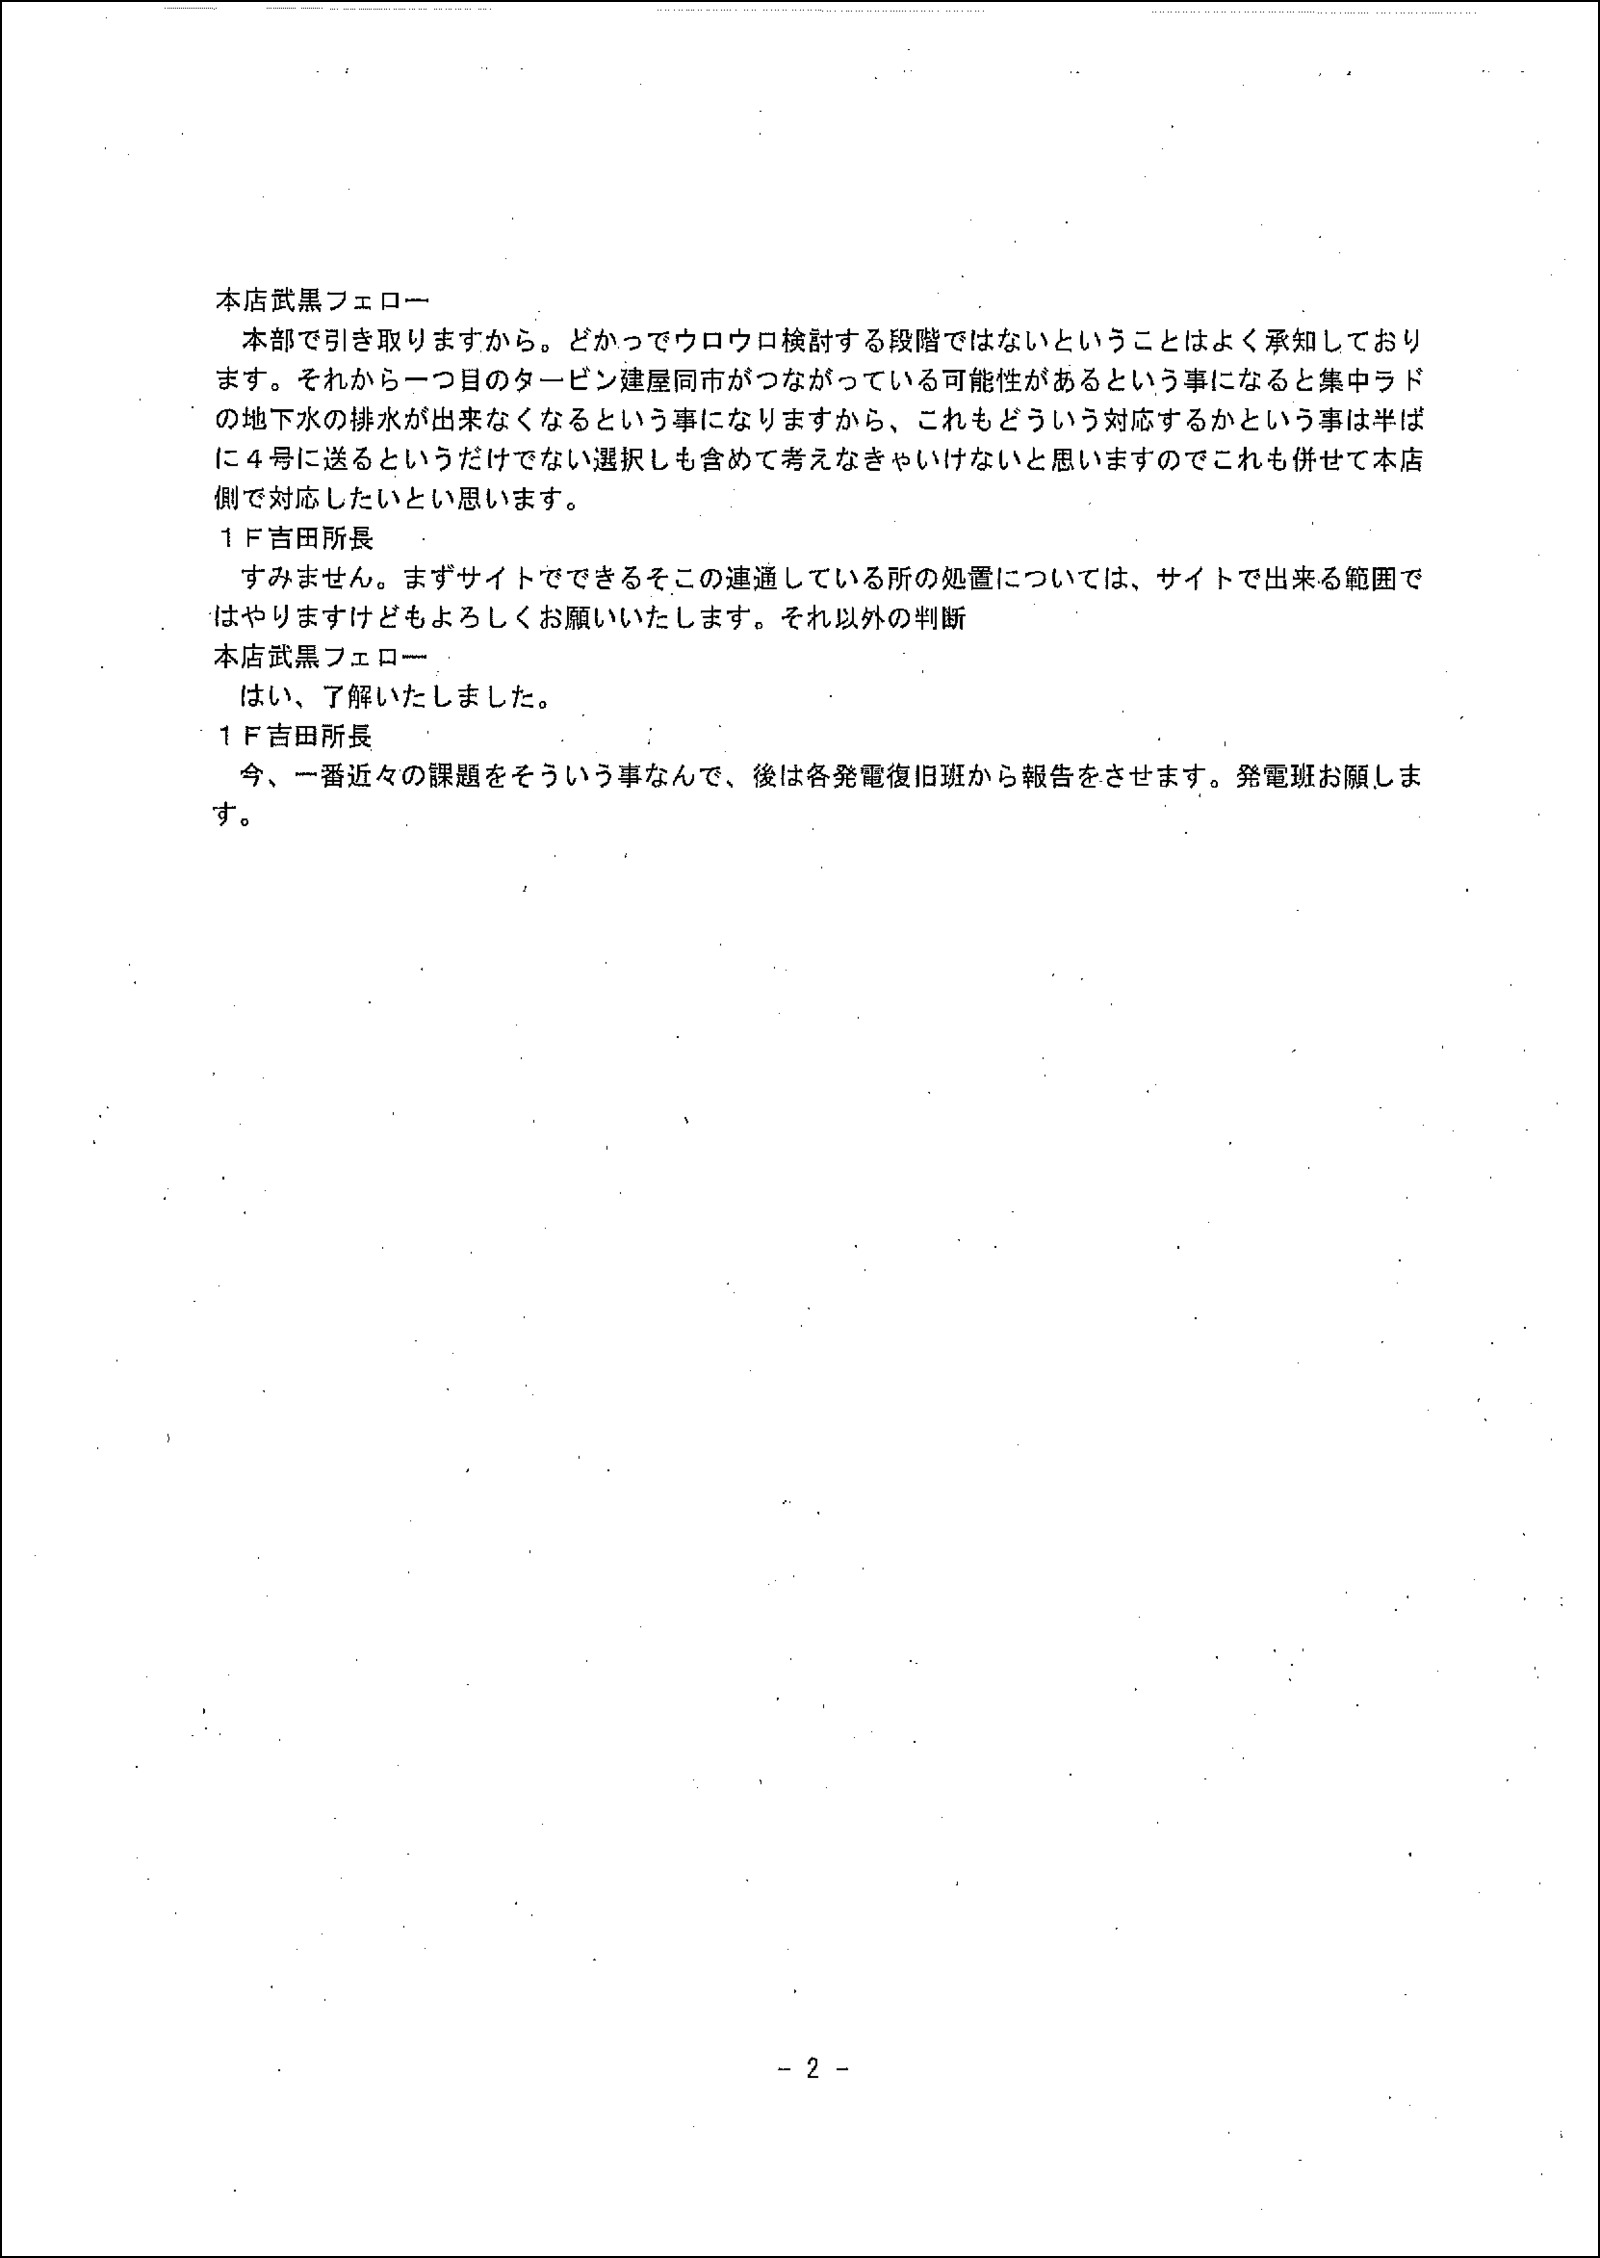 本店武黒フェロー
　本部で引き取りますから。どかっでウロウロ検討する段階ではないということはよく承知しており
ます。それから一つ目のタービン建屋同市がつながっている可能性があるという事になると集中ラド
の地下水の排水が出来なくなるという事になりますから、これもどういう対応するかという事は半ば
に４号に送るというだけでない選択しも含めて考えなきゃいけないと思いますのでこれも併せて本店
側で対応したいとい思います。
１Ｆ吉田所長
　すみません。まずサイトでできるそこの連通している所の処置については、サイトで出来る範囲で
はやりますけどもよろしくお願いいたします。それ以外の判断
本店武黒フェロー
　はい、了解いたしました。
１Ｆ吉田所長
　今、一番近々の課題をそういう事なんで、後は各発電復旧班から報告をさせます。発電班お願しま
す。
- 2 -